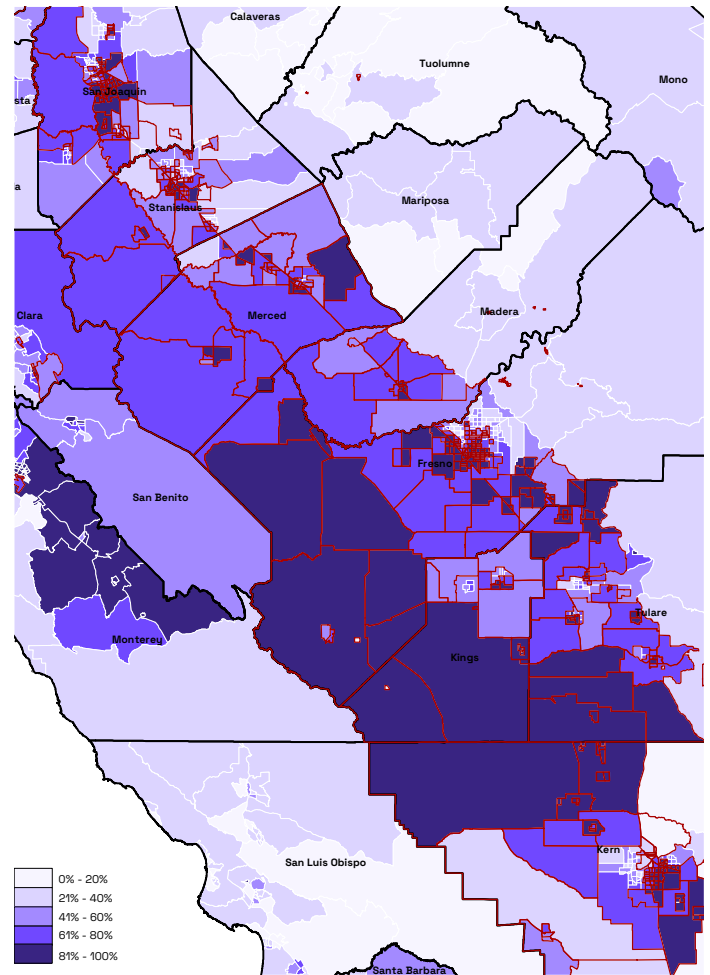 Calaveras
Tuolumne
Mono
San Joaquin
sta
a
Mariposa
Stanislaus
Clara
Merced
Madera
Fresno
San Benito
Monterey
Tulare
Kings
Kern
San Luis Obispo
Santa Barbara
0% - 20%
21% - 40%
41% - 60%
61% - 80%
81% - 100%